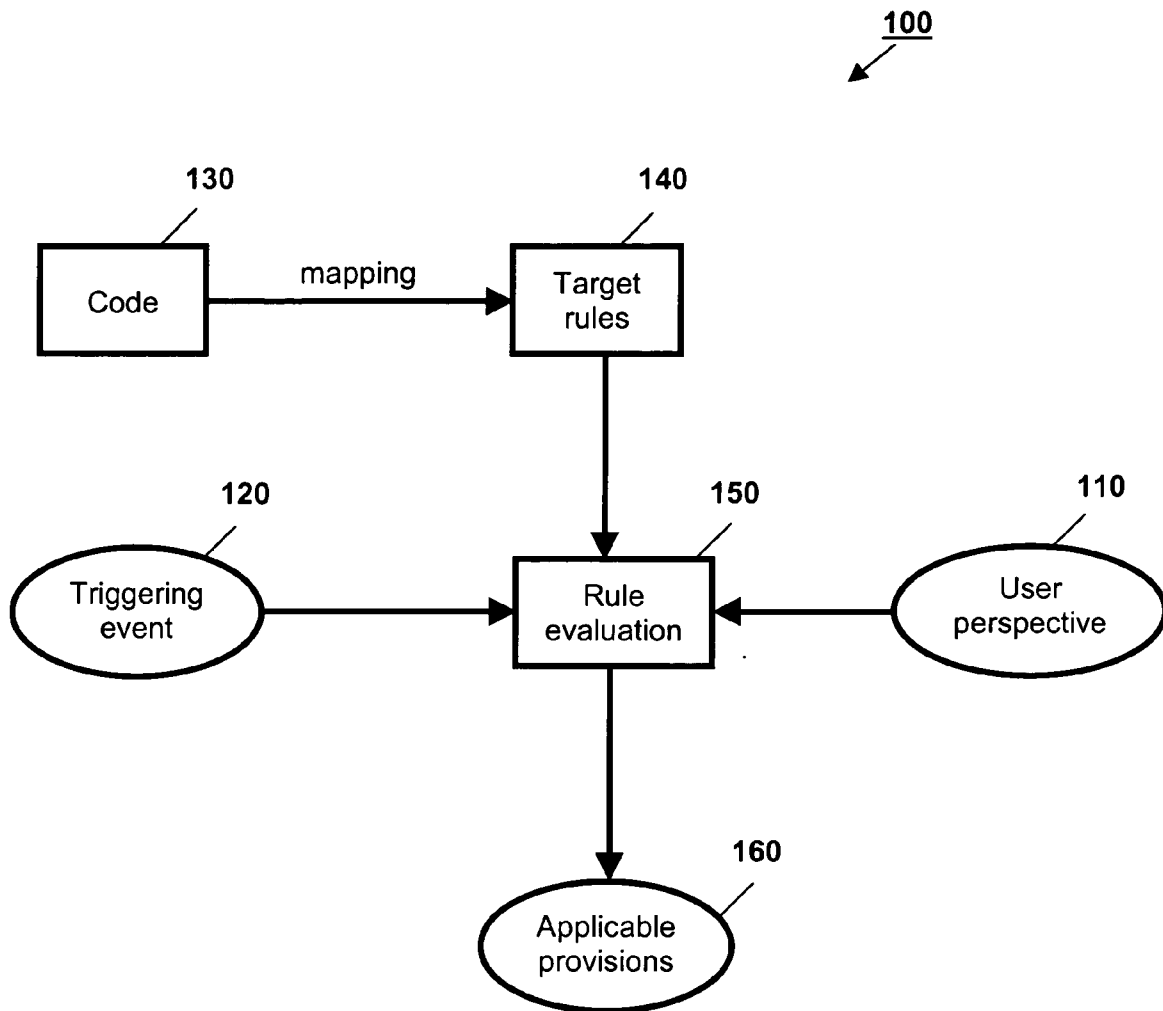 100
130
140
Code
mapping
Target
rules
120
150
110
Triggering
event
Rule
evaluation
User
perspective
160
Applicable
provisions